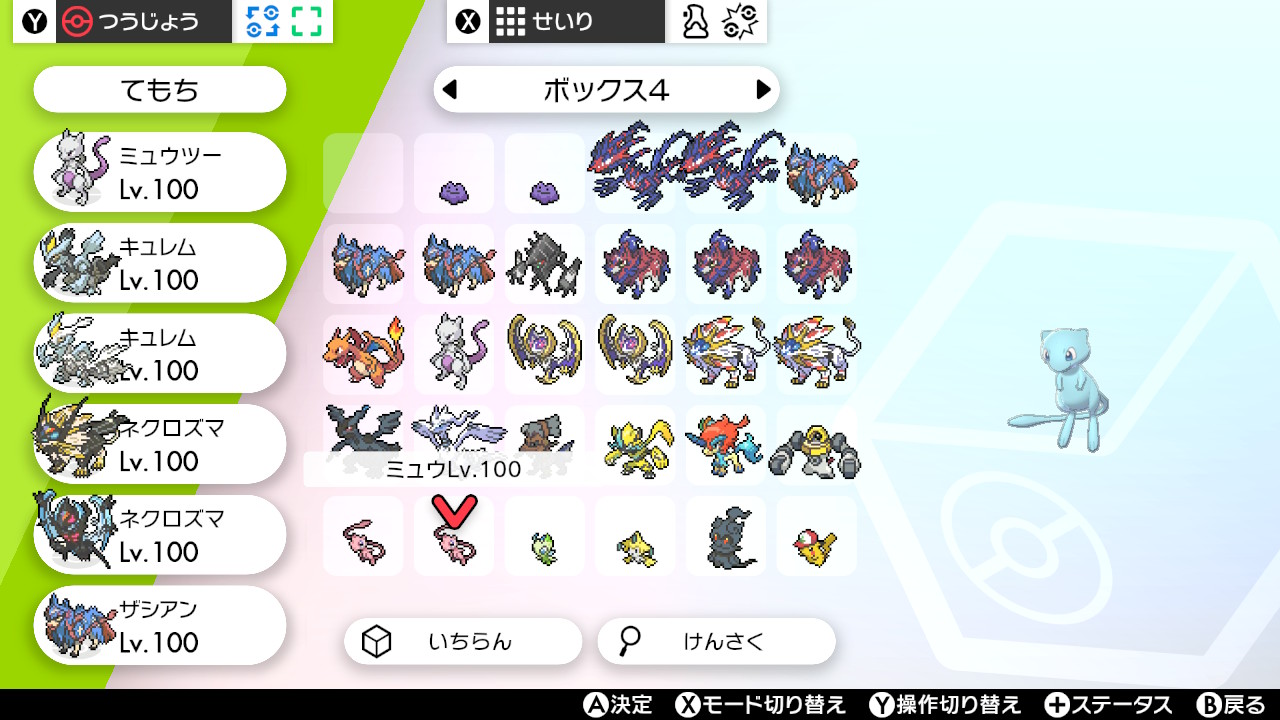 Y つうじょう
X せいり
てもち
ボックス4
ミュウツー
Lv.100
キュレム
Lv.100
キュレム
Lv.100
ネクロズマ
Lv.100
ネクロズマ
Lv.100
ザシアン
Lv.100
ミュウLv.100
いちらん
けんさく
A決定 Xモード切り替え Y操作切り替え +ステータス B戻る